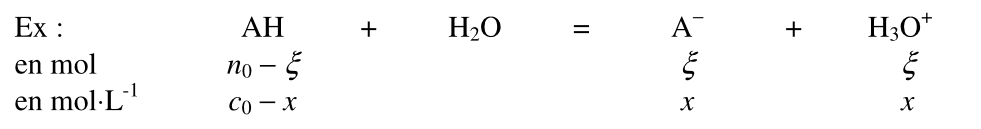 Ex : AH + H₂O = A⁻ + H₃O⁺
en mol n₀ − ξ ξ ξ
en mol·L⁻¹ c₀ − x x x